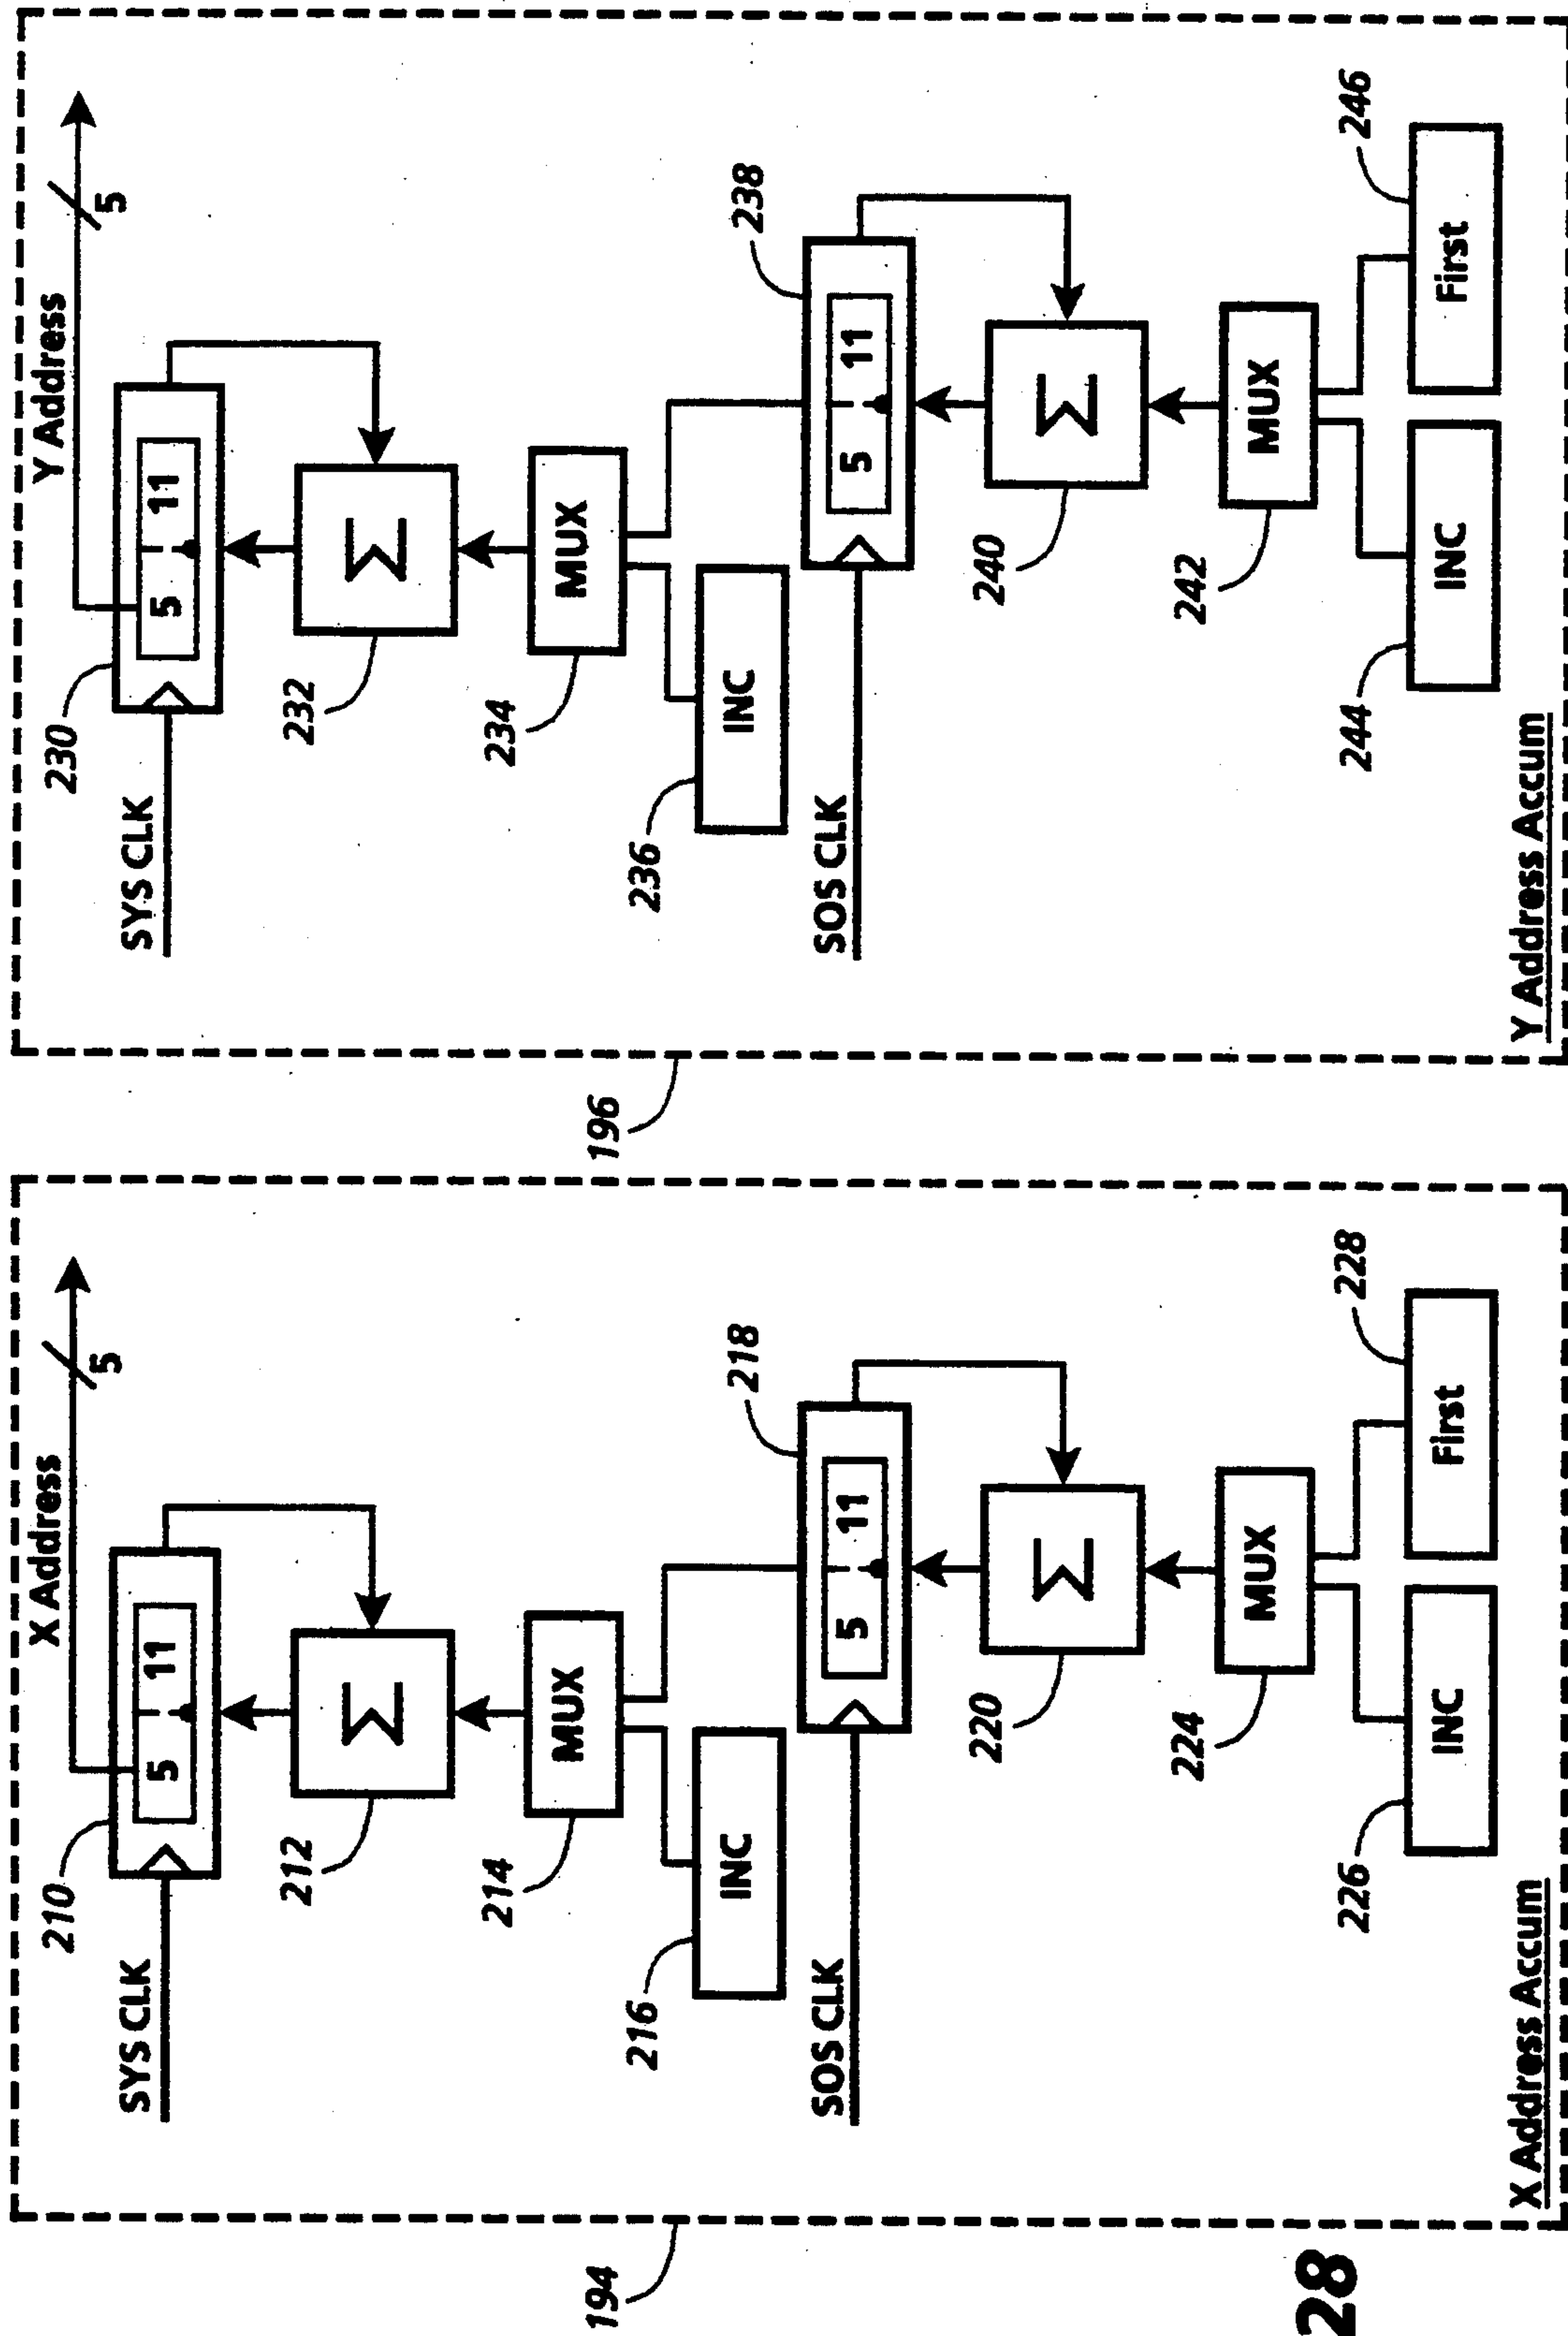 194
X Address
5
210
5 11
SYS CLK
212
Σ
214
MUX
216
INC
218
5 11
SOS CLK
220
Σ
224
MUX
226
INC
228
First
X Address Accum
196
Y Address
5
230
5 11
SYS CLK
232
Σ
234
MUX
236
INC
238
5 11
SOS CLK
240
Σ
242
MUX
244
INC
246
First
Y Address Accum
28